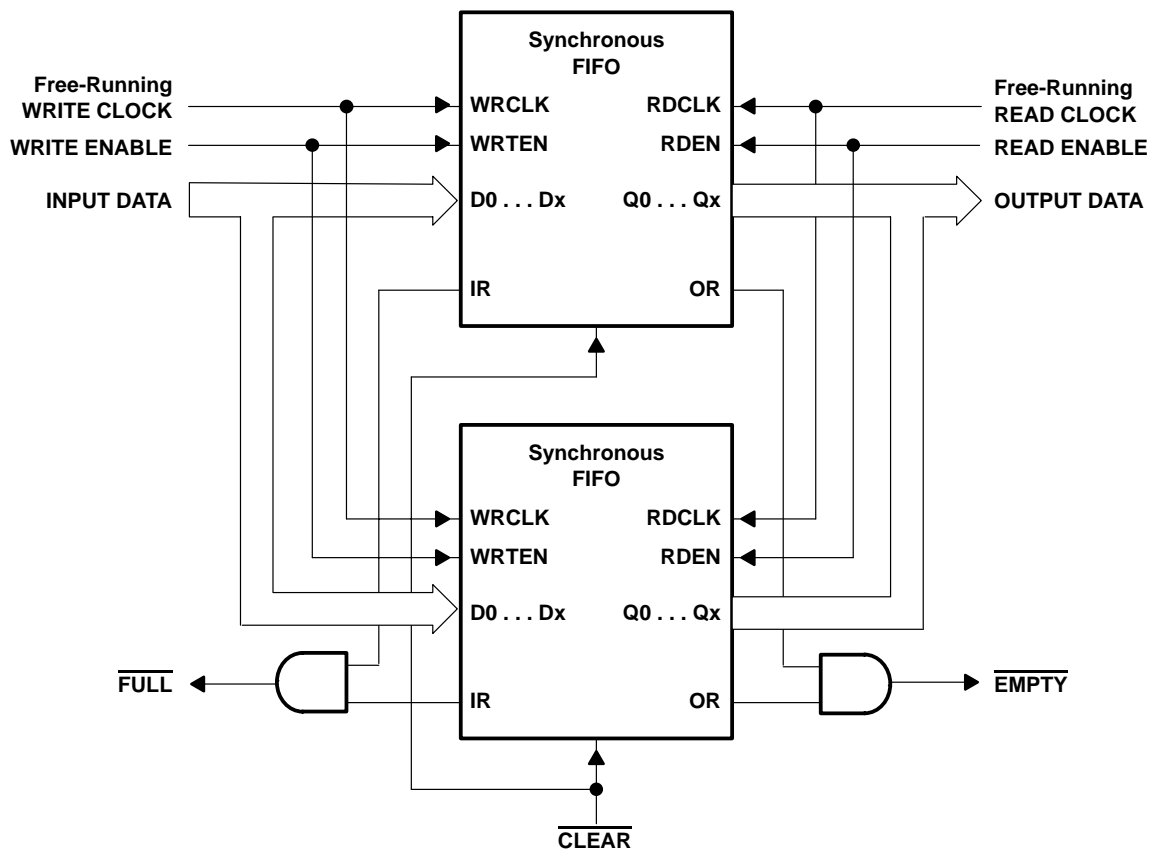 Synchronous
FIFO
Free-Running
WRITE CLOCK
WRCLK
RDCLK
Free-Running
READ CLOCK
WRITE ENABLE
WRTEN
RDEN
READ ENABLE
INPUT DATA
D0 . . . Dx
Q0 . . . Qx
OUTPUT DATA
IR
OR
Synchronous
FIFO
WRCLK
RDCLK
WRTEN
RDEN
D0 . . . Dx
Q0 . . . Qx
FULL
IR
OR
EMPTY
CLEAR